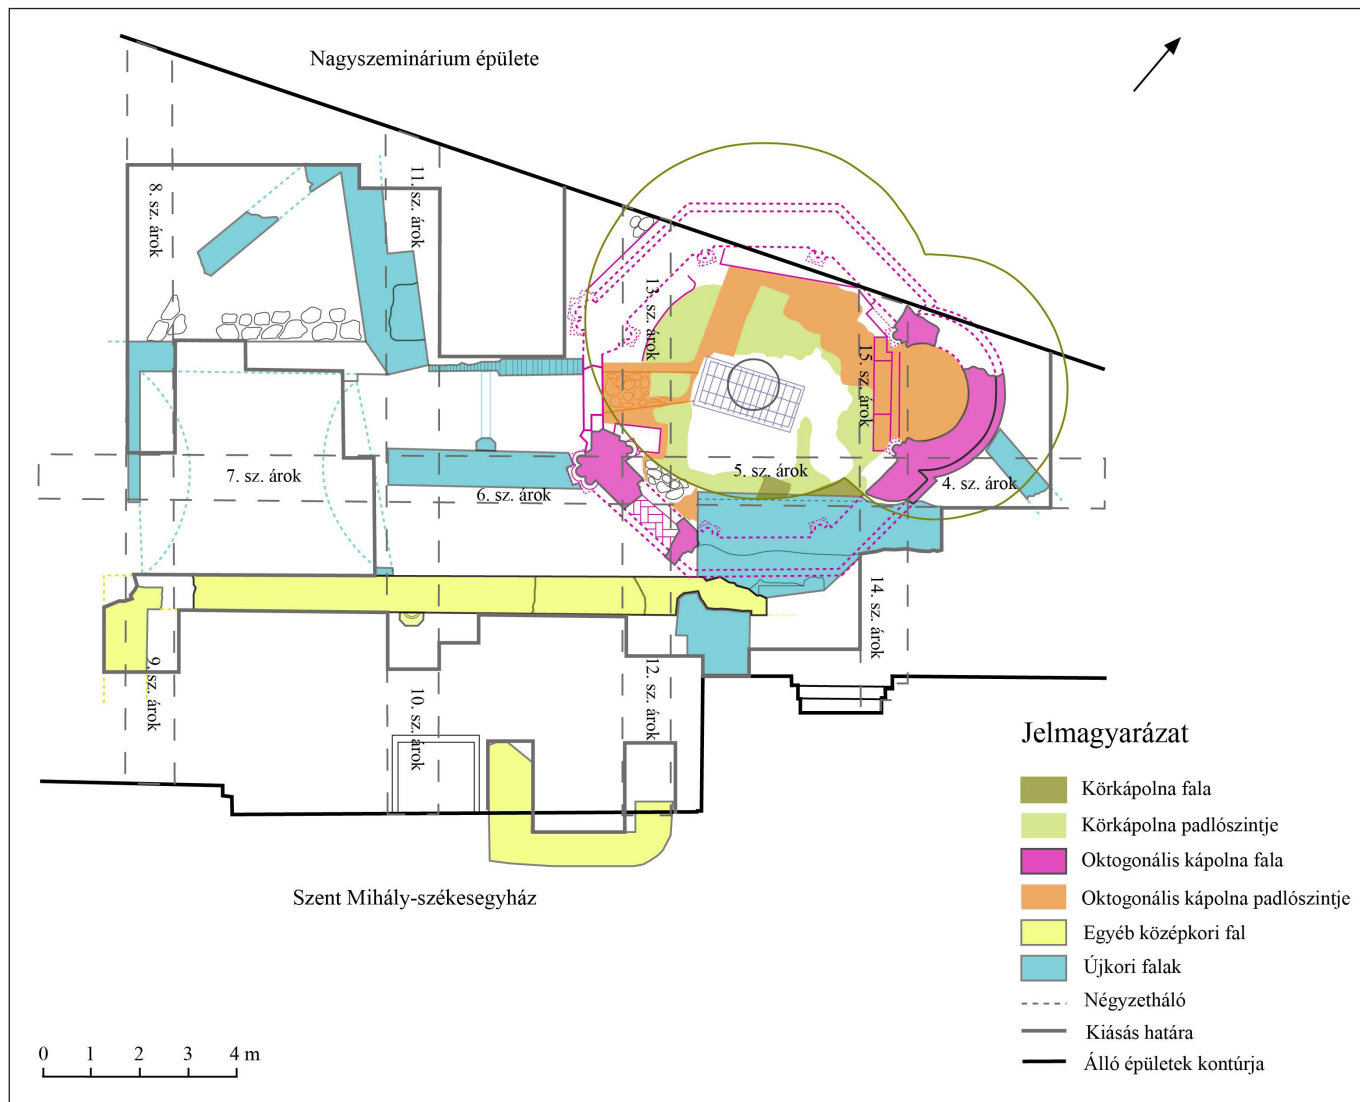 Nagyszeminárium épülete
8. sz. árok
11. sz. árok
13. sz. árok
15. sz. árok
7. sz. árok
6. sz. árok
5. sz. árok
4. sz. árok
14. sz. árok
9. sz. árok
10. sz. árok
12. sz. árok
Szent Mihály-székesegyház
Jelmagyarázat
Körkápolna fala
Körkápolna padlószintje
Oktogonális kápolna fala
Oktogonális kápolna padlószintje
Egyéb középkori fal
Újkori falak
Négyzetháló
Kiásás határa
Álló épületek kontúrja
0 1 2 3 4 m